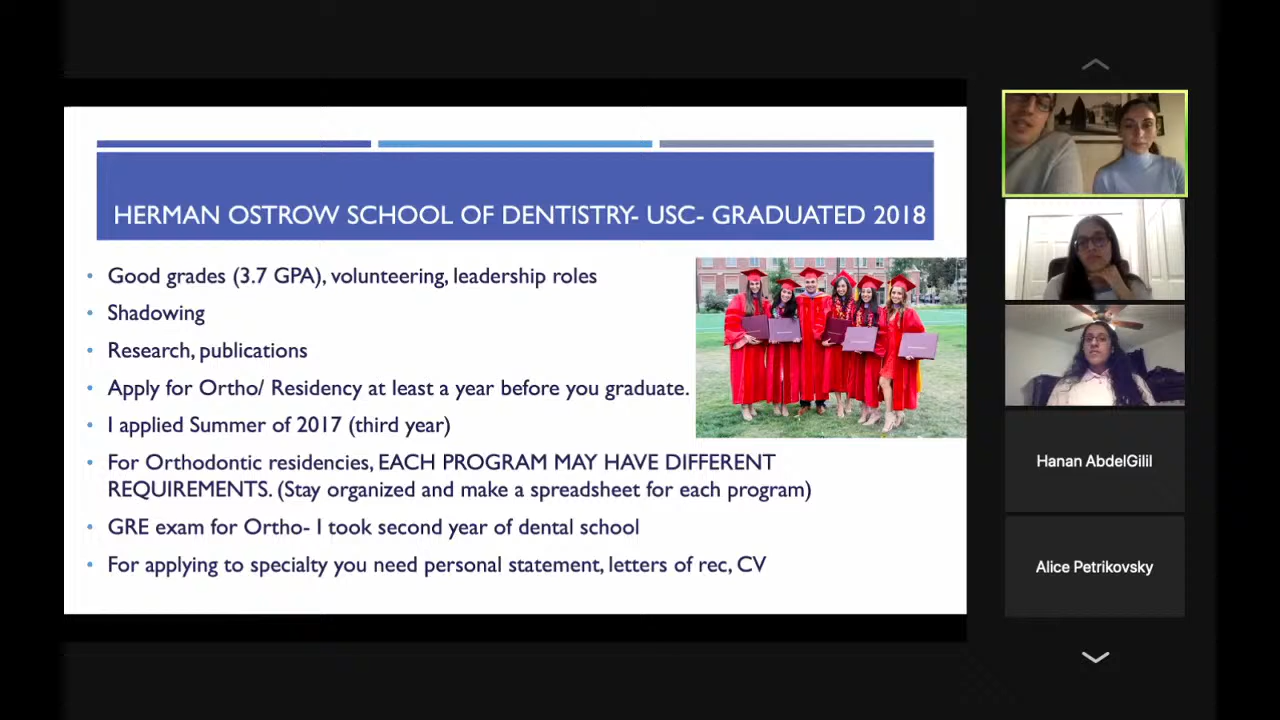 HERMAN OSTROW SCHOOL OF DENTISTRY- USC- GRADUATED 2018
Good grades (3.7 GPA), volunteering, leadership roles
Shadowing
Research, publications
Apply for Ortho/ Residency at least a year before you graduate.
I applied Summer of 2017 (third year)
For Orthodontic residencies, EACH PROGRAM MAY HAVE DIFFERENT
REQUIREMENTS. (Stay organized and make a spreadsheet for each program)
GRE exam for Ortho- I took second year of dental school
For applying to specialty you need personal statement, letters of rec, CV
Hanan AbdelGilil
Alice Petrikovsky